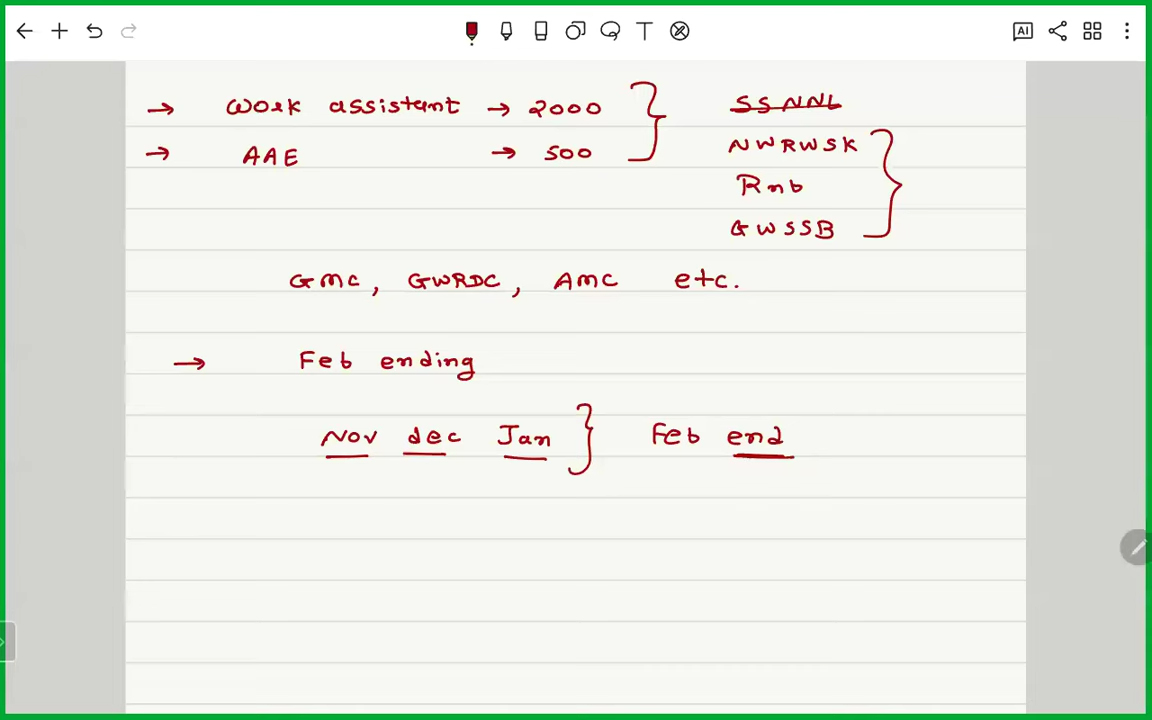 → Work assistant → 2000
→ AAE → 500
SSNNL
NWRWSK
Rnb
GWSSB
GMC, GWRDC, AMC etc.
→ Feb ending
Nov dec Jan } Feb end
T
AI